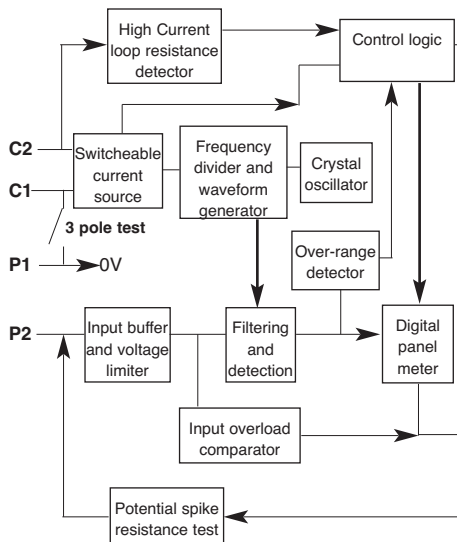 High Current
loop resistance
detector
Control logic
C2
Switcheable
current
source
Frequency
divider and
waveform
generator
Crystal
oscillator
C1
3 pole test
P1
0V
Over-range
detector
P2
Input buffer
and voltage
limiter
Filtering
and
detection
Digital
panel
meter
Input overload
comparator
Potential spike
resistance test